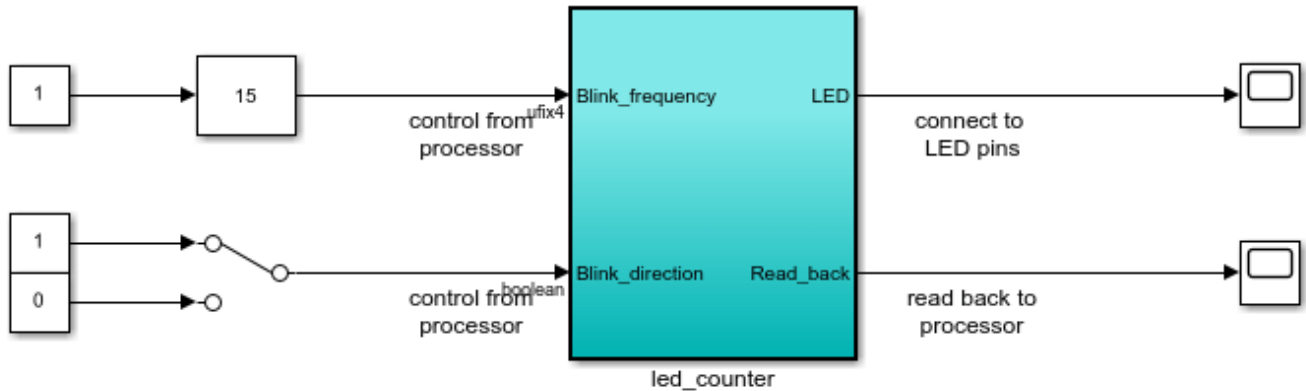 1
15
Blink_frequency
ufix4
control from
processor
LED
connect to
LED pins
1
0
Blink_direction
boolean
control from
processor
Read_back
read back to
processor
led_counter